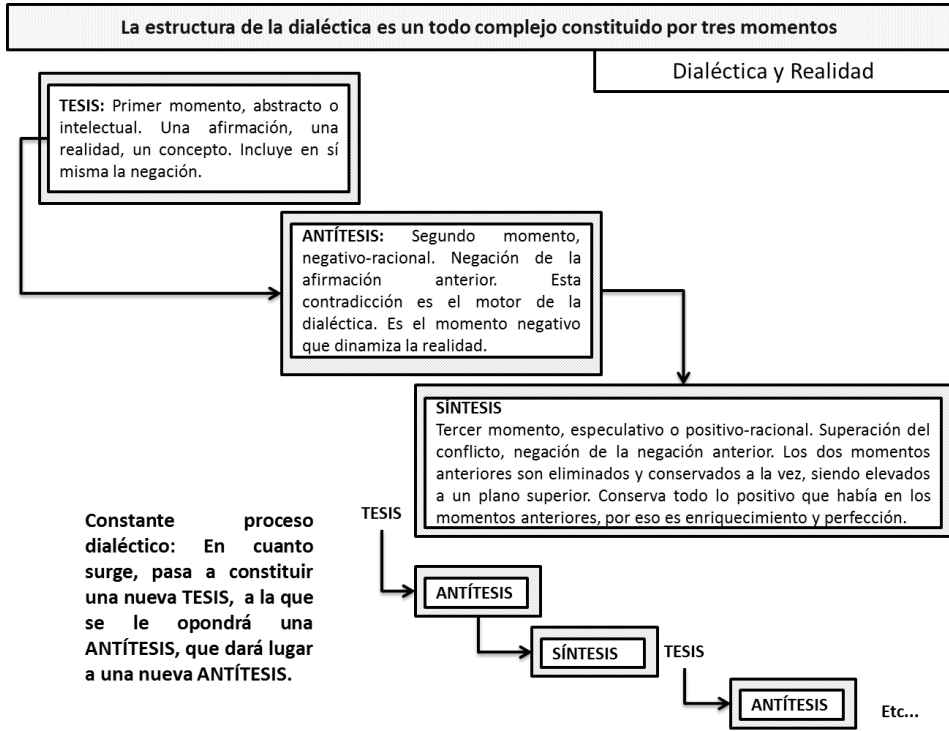 La estructura de la dialéctica es un todo complejo constituido por tres momentos
Dialéctica y Realidad
TESIS: Primer momento, abstracto o
intelectual. Una afirmación, una
realidad, un concepto. Incluye en sí
misma la negación.
ANTÍTESIS: Segundo momento,
negativo-racional. Negación de la
afirmación anterior. Esta
contradicción es el motor de la
dialéctica. Es el momento negativo
que dinamiza la realidad.
SÍNTESIS
Tercer momento, especulativo o positivo-racional. Superación del
conflicto, negación de la negación anterior. Los dos momentos
anteriores son eliminados y conservados a la vez, siendo elevados
a un plano superior. Conserva todo lo positivo que había en los
momentos anteriores, por eso es enriquecimiento y perfección.
Constante proceso
dialéctico: En cuanto
surge, pasa a constituir
una nueva TESIS, a la que
se le opondrá una
ANTÍTESIS, que dará lugar
a una nueva ANTÍTESIS.
TESIS
ANTÍTESIS
SÍNTESIS
TESIS
ANTÍTESIS
Etc...